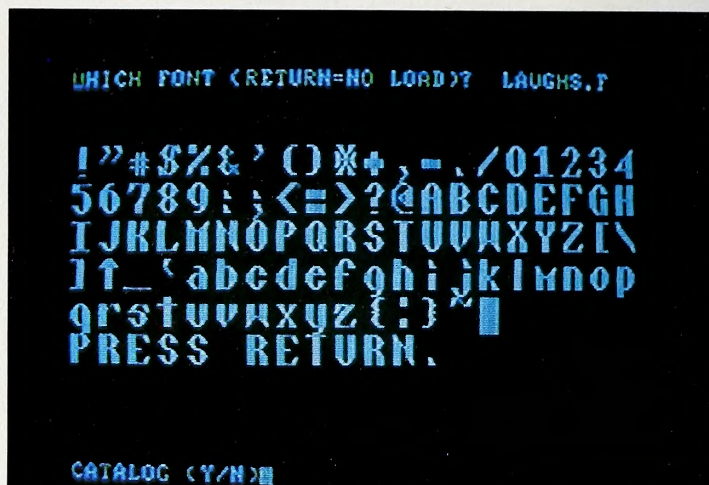 WHICH FONT (RETURN=NO LOAD)? LAUGHS.F
!"#$%&'()*+,-./01234
56789:;<=>?@ABCDEFGH
IJKLMNOPQRSTUVWXYZ[\
]↑_‘abcdefghijklmnop
qrstuvwxyz{:}~█
PRESS RETURN.
CATALOG (Y/N)